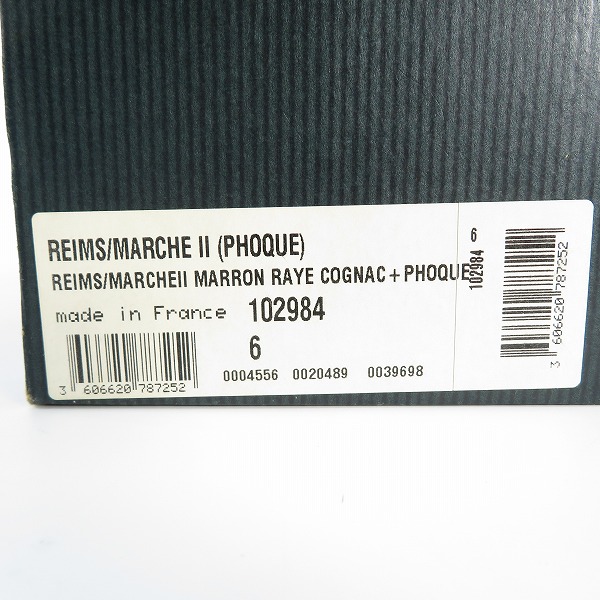 REIMS/MARCHE II (PHOQUE)
REIMS/MARCHEII MARRON RAYE COGNAC+PHOQUE
made in France 102984
6
3 606620 787252
0004556 0020489 0039698
6
102984
3 606620 787252